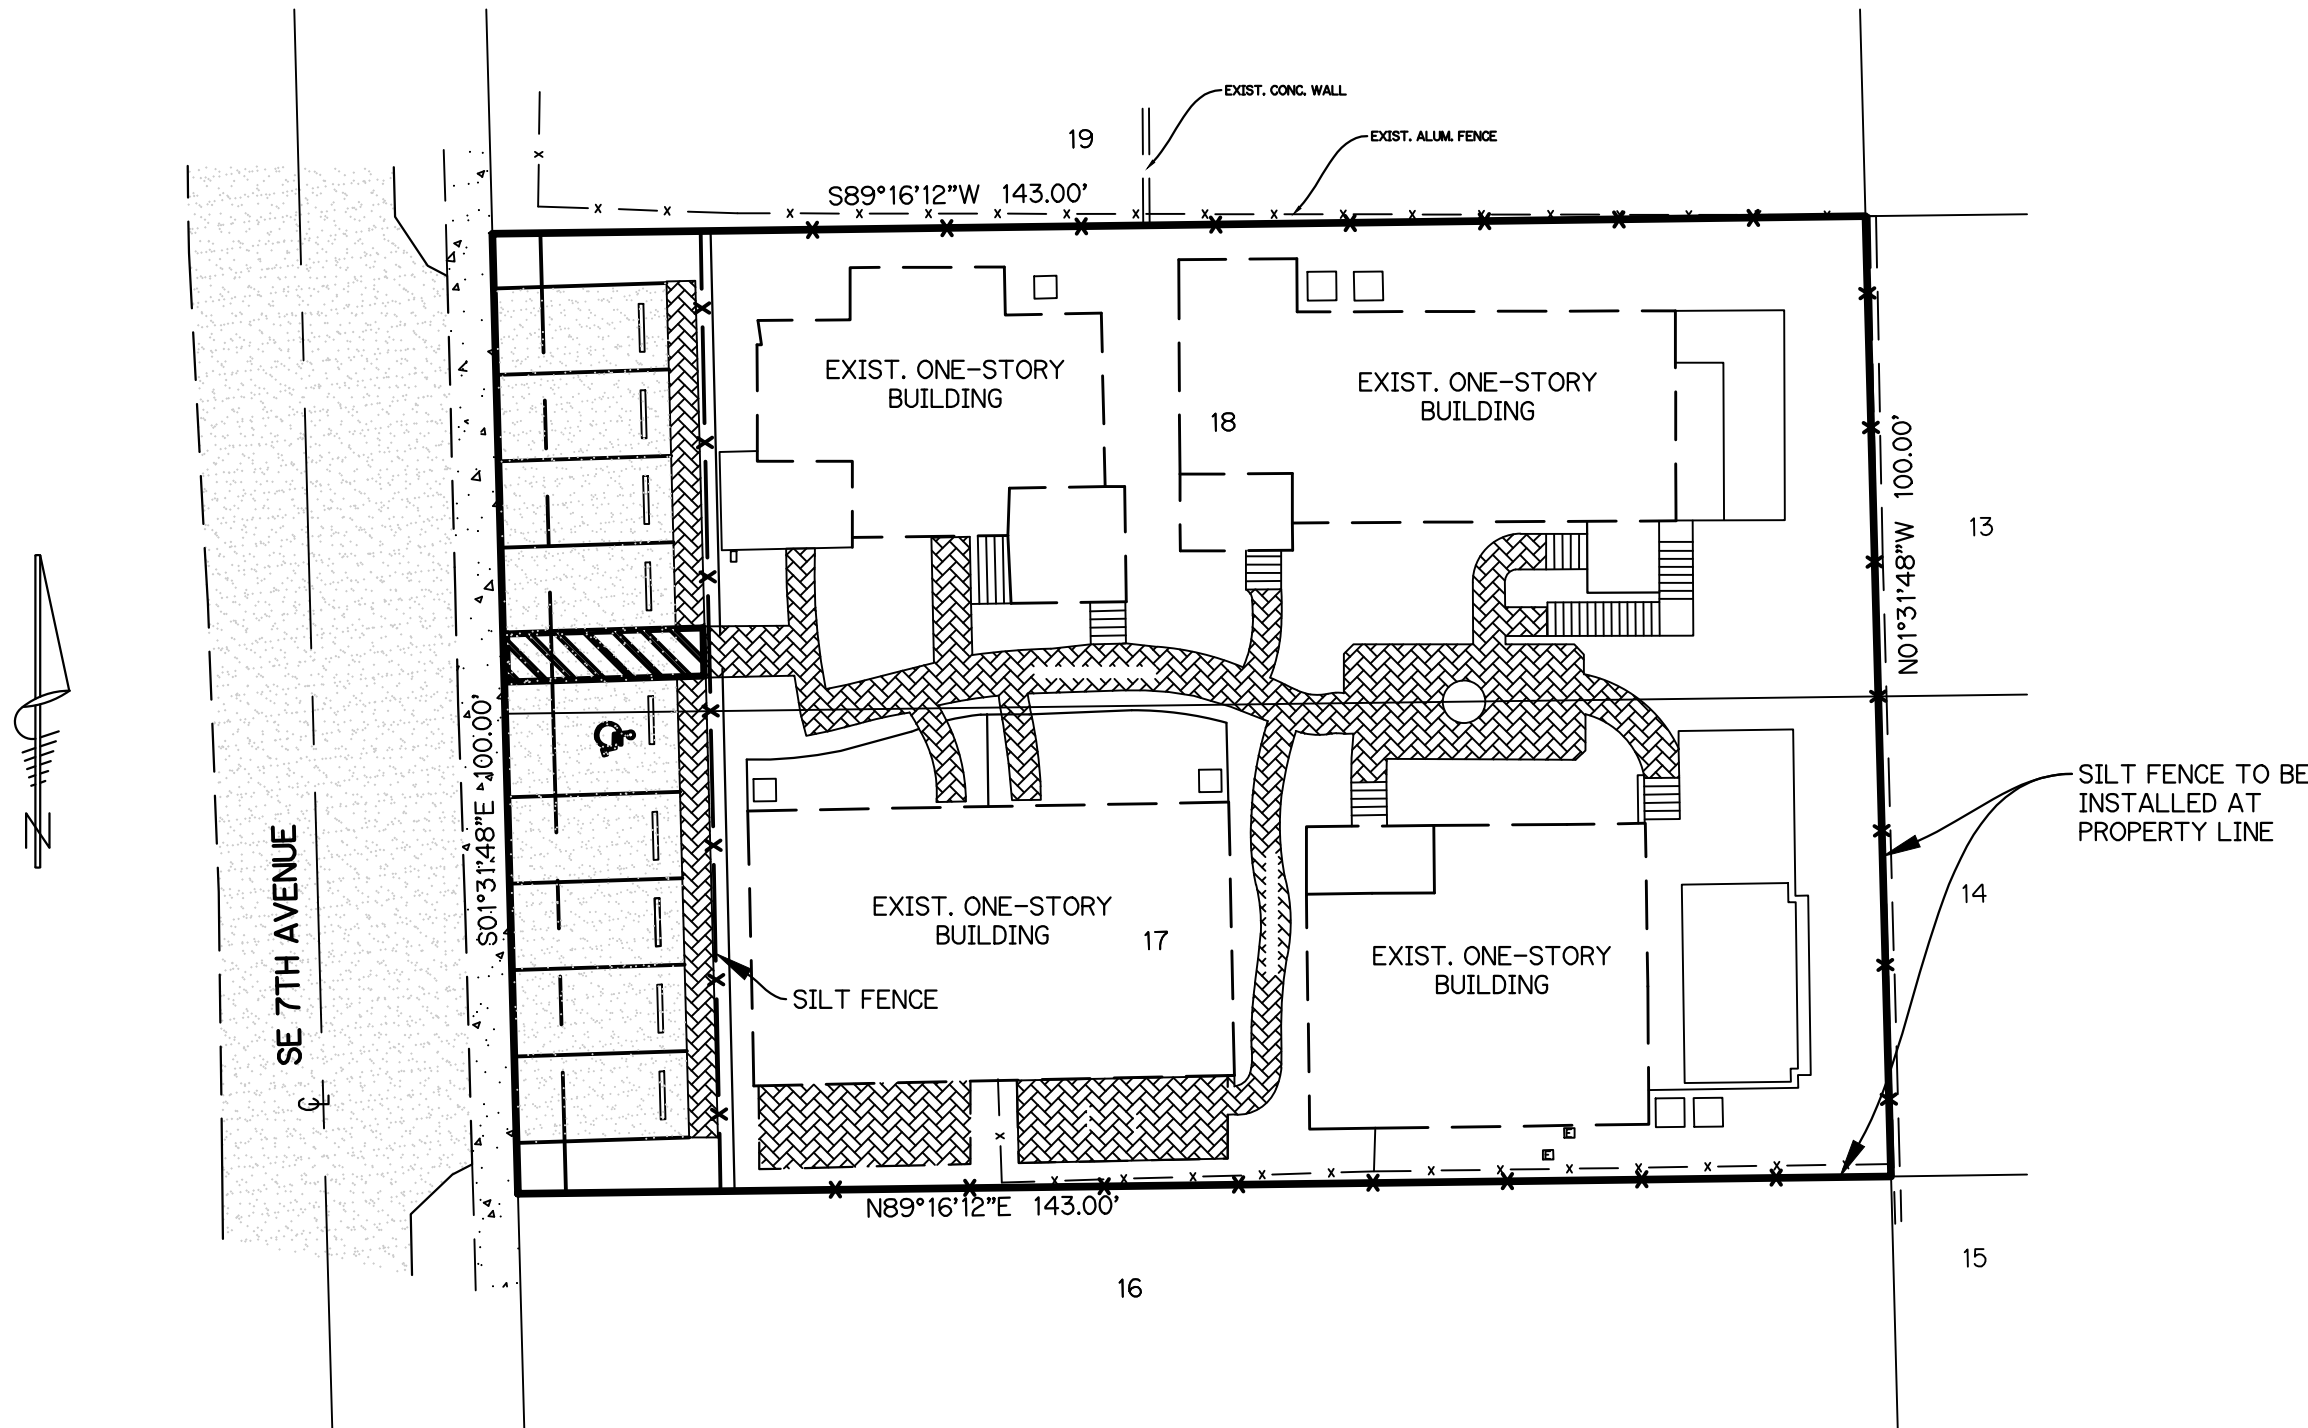 EXIST. CONC. WALL
EXIST. ALUM. FENCE
19
S89°16'12"W 143.00'
EXIST. ONE-STORY
BUILDING
EXIST. ONE-STORY
BUILDING
18
N01°31'48"W 100.00'
13
S01°31'48"E 100.00'
SILT FENCE TO BE
INSTALLED AT
PROPERTY LINE
N
SE 7TH AVENUE
14
EXIST. ONE-STORY
BUILDING
17
EXIST. ONE-STORY
BUILDING
SILT FENCE
CL
E
E
N89°16'12"E 143.00'
15
16